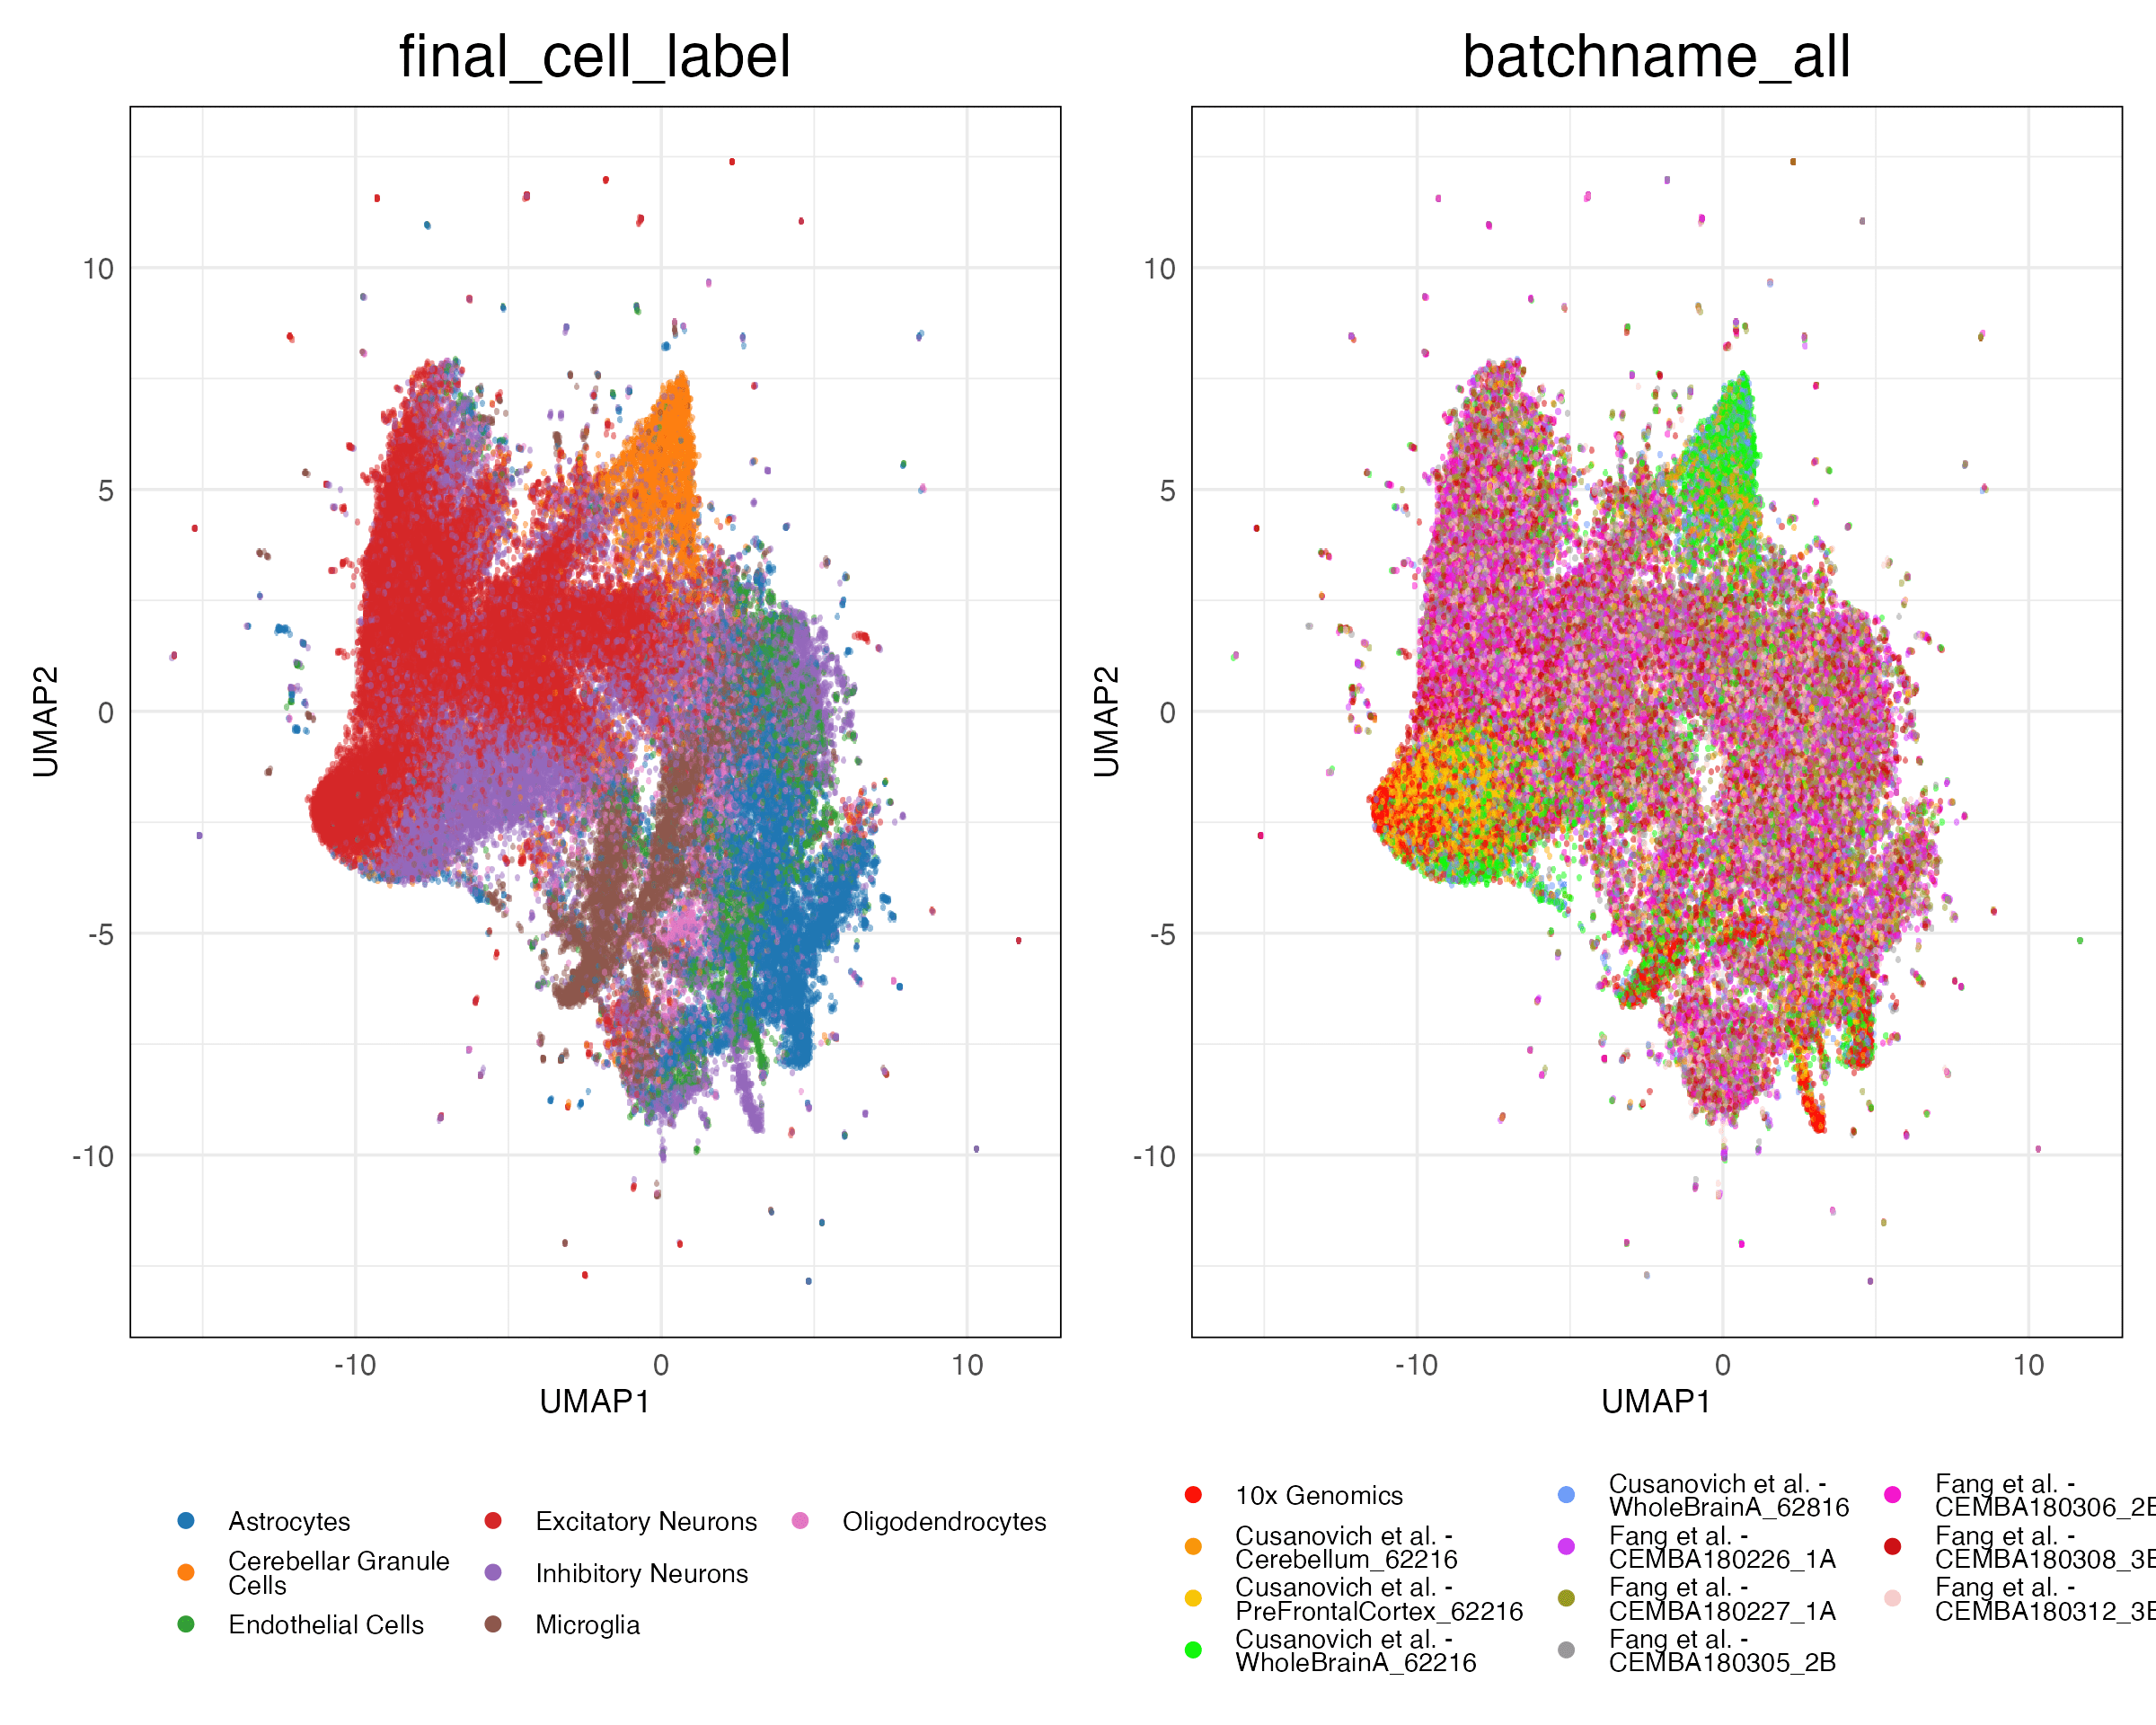 final_cell_label
batchname_all
10
5
0
-5
-10
UMAP2
-10
0
10
UMAP1
10
5
0
-5
-10
UMAP2
-10
0
10
UMAP1
Astrocytes
Cerebellar Granule
Cells
Endothelial Cells
Excitatory Neurons
Inhibitory Neurons
Microglia
Oligodendrocytes
10x Genomics
Cusanovich et al. -
Cerebellum_62216
Cusanovich et al. -
PreFrontalCortex_62216
Cusanovich et al. -
WholeBrainA_62216
Cusanovich et al. -
WholeBrainA_62816
Fang et al. -
CEMBA180226_1A
Fang et al. -
CEMBA180227_1A
Fang et al. -
CEMBA180305_2B
Fang et al. -
CEMBA180306_2
Fang et al. -
CEMBA180308_3
Fang et al. -
CEMBA180312_3